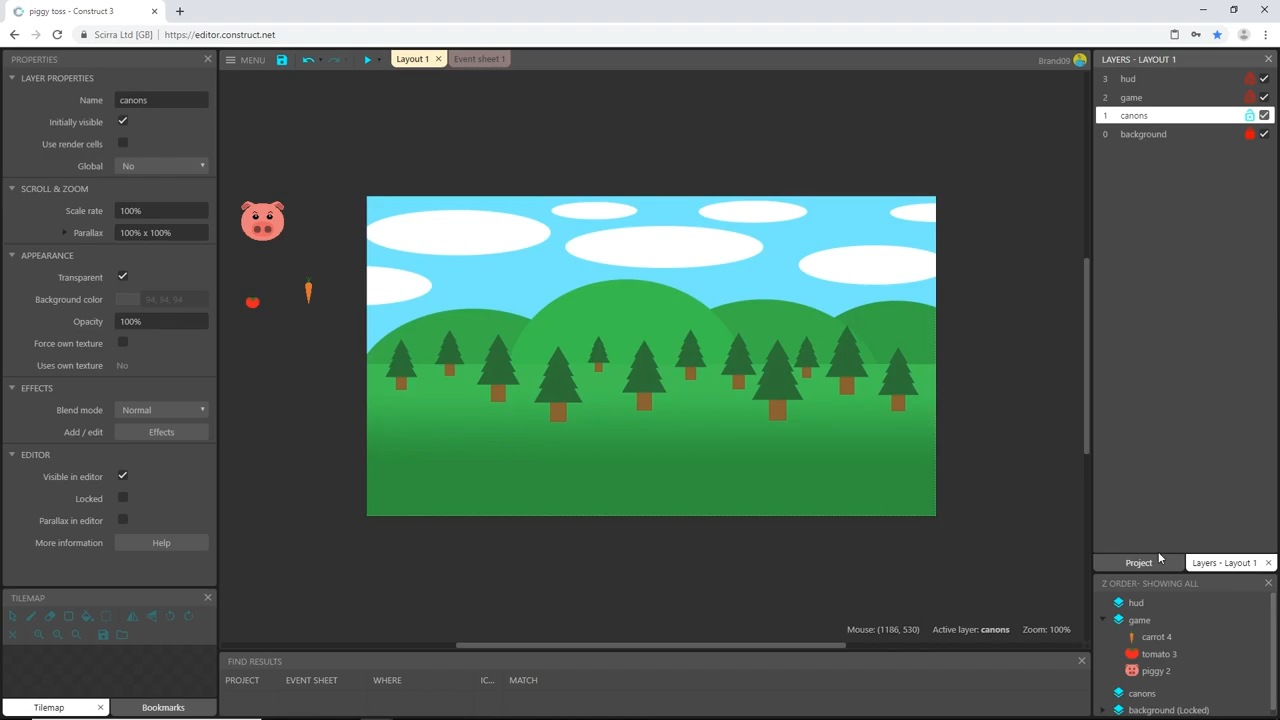 piggy toss - Construct 3
Scirra Ltd [GB] | https://editor.construct.net
PROPERTIES
LAYER PROPERTIES
Name canons
Initially visible
Use render cells
Global No
SCROLL & ZOOM
Scale rate 100%
Parallax 100% x 100%
APPEARANCE
Transparent
Background color 54, 54, 94
Opacity 100%
Force own texture
Uses own texture No
EFFECTS
Blend mode Normal
Add / edit Effects
EDITOR
Visible in editor
Locked
Parallax in editor
More information Help
TILEMAP
Tilemap Bookmarks
MENU Layout 1 Event sheet 1 Brand09
Mouse: (1186, 530) Active layer: canons Zoom: 100%
FIND RESULTS
PROJECT EVENT SHEET WHERE IC... MATCH
LAYERS - LAYOUT 1
3 hud
2 game
1 canons
0 background
Project Layers - Layout 1
Z ORDER- SHOWING ALL
hud
game
carrot 4
tomato 3
piggy 2
canons
background (Locked)